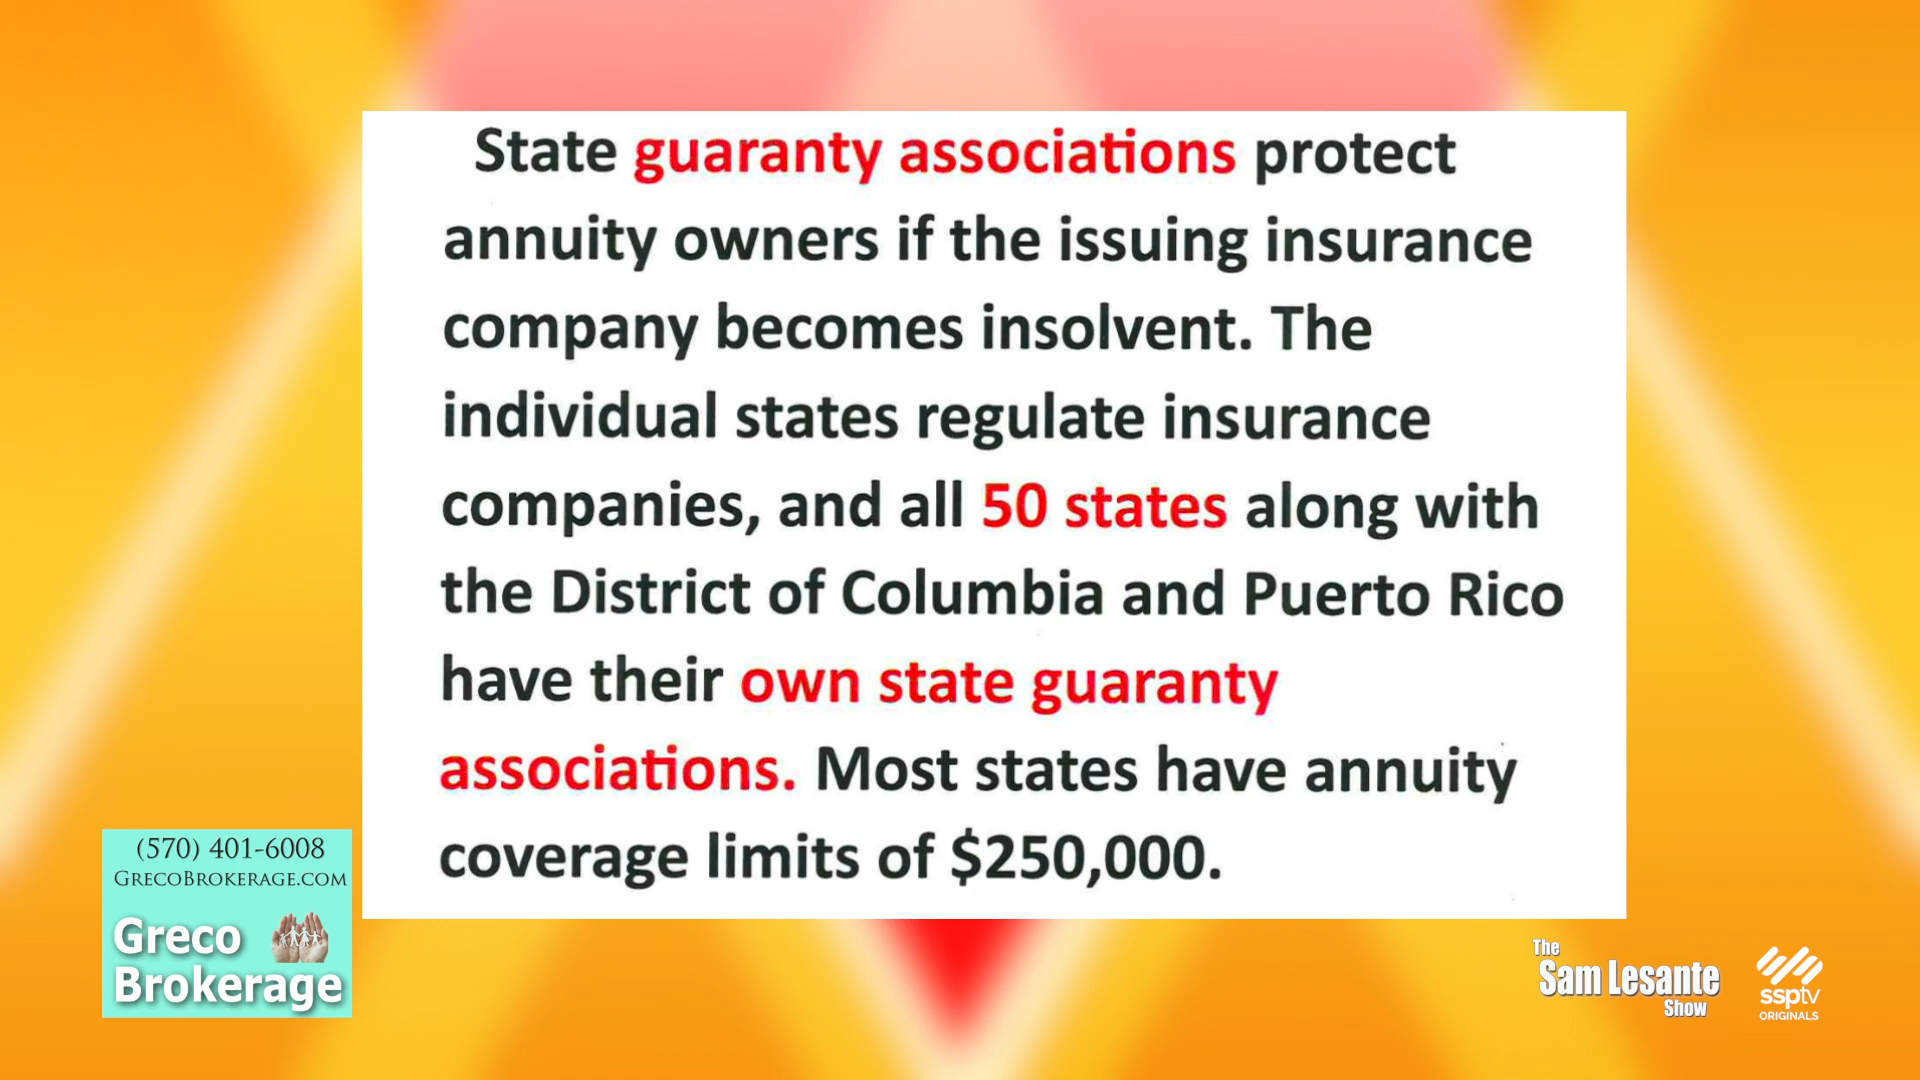 State guaranty associations protect
annuity owners if the issuing insurance
company becomes insolvent. The
individual states regulate insurance
companies, and all 50 states along with
the District of Columbia and Puerto Rico
have their own state guaranty
associations. Most states have annuity
coverage limits of $250,000.
(570) 401-6008
GrecoBrokerage.com
Greco
Brokerage
The
Sam Lesante
Show
ssptv
ORIGINALS